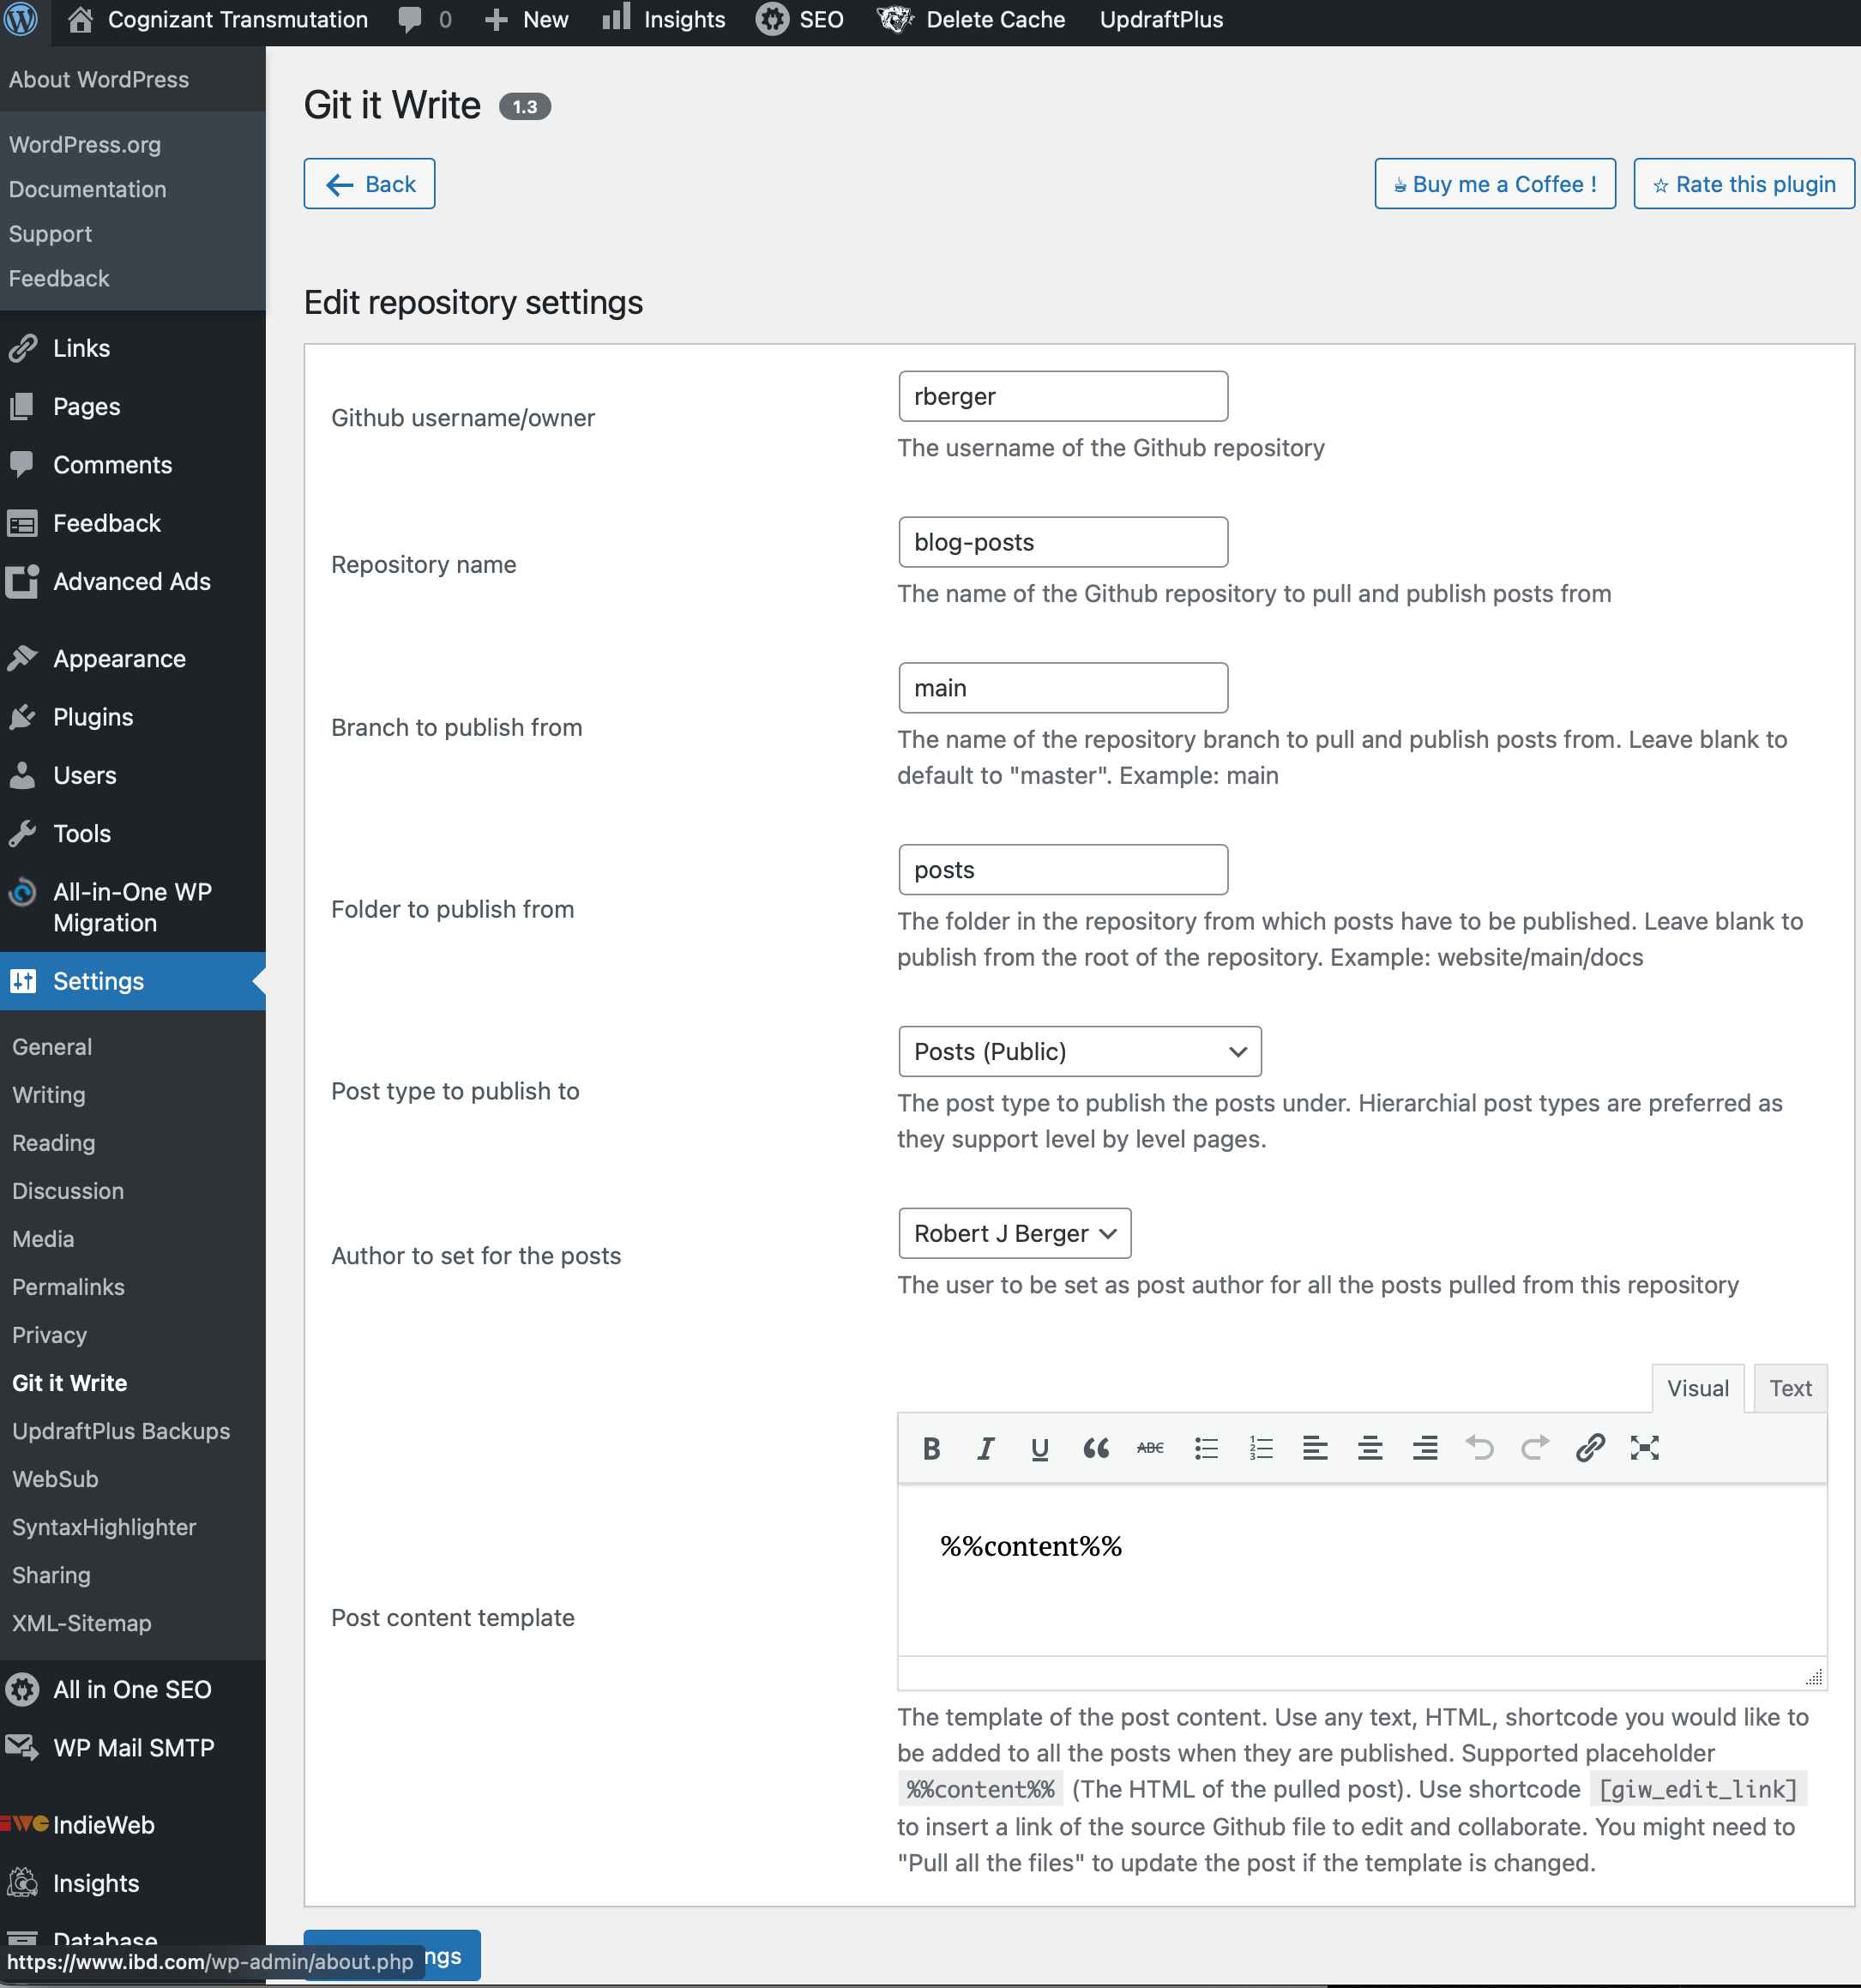 Cognizant Transmutation
0
New
Insights
SEO
Delete Cache
UpdraftPlus
About WordPress
WordPress.org
Documentation
Support
Feedback
Links
Pages
Comments
Feedback
Advanced Ads
Appearance
Plugins
Users
Tools
All-in-One WP
Migration
Settings
General
Writing
Reading
Discussion
Media
Permalinks
Privacy
Git it Write
UpdraftPlus Backups
WebSub
SyntaxHighlighter
Sharing
XML-Sitemap
All in One SEO
WP Mail SMTP
IndieWeb
Insights
Database
https://www.ibd.com/wp-admin/about.php
Git it Write 1.3
Back
Buy me a Coffee !
☆ Rate this plugin
Edit repository settings
Github username/owner
rberger
The username of the Github repository
Repository name
blog-posts
The name of the Github repository to pull and publish posts from
Branch to publish from
main
The name of the repository branch to pull and publish posts from. Leave blank to
default to "master". Example: main
Folder to publish from
posts
The folder in the repository from which posts have to be published. Leave blank to
publish from the root of the repository. Example: website/main/docs
Post type to publish to
Posts (Public)
The post type to publish the posts under. Hierarchial post types are preferred as
they support level by level pages.
Author to set for the posts
Robert J Berger
The user to be set as post author for all the posts pulled from this repository
Visual
Text
B I U ABC
Post content template
%%content%%
The template of the post content. Use any text, HTML, shortcode you would like to
be added to all the posts when they are published. Supported placeholder
%%content%% (The HTML of the pulled post). Use shortcode [giw_edit_link]
to insert a link of the source Github file to edit and collaborate. You might need to
"Pull all the files" to update the post if the template is changed.
ngs